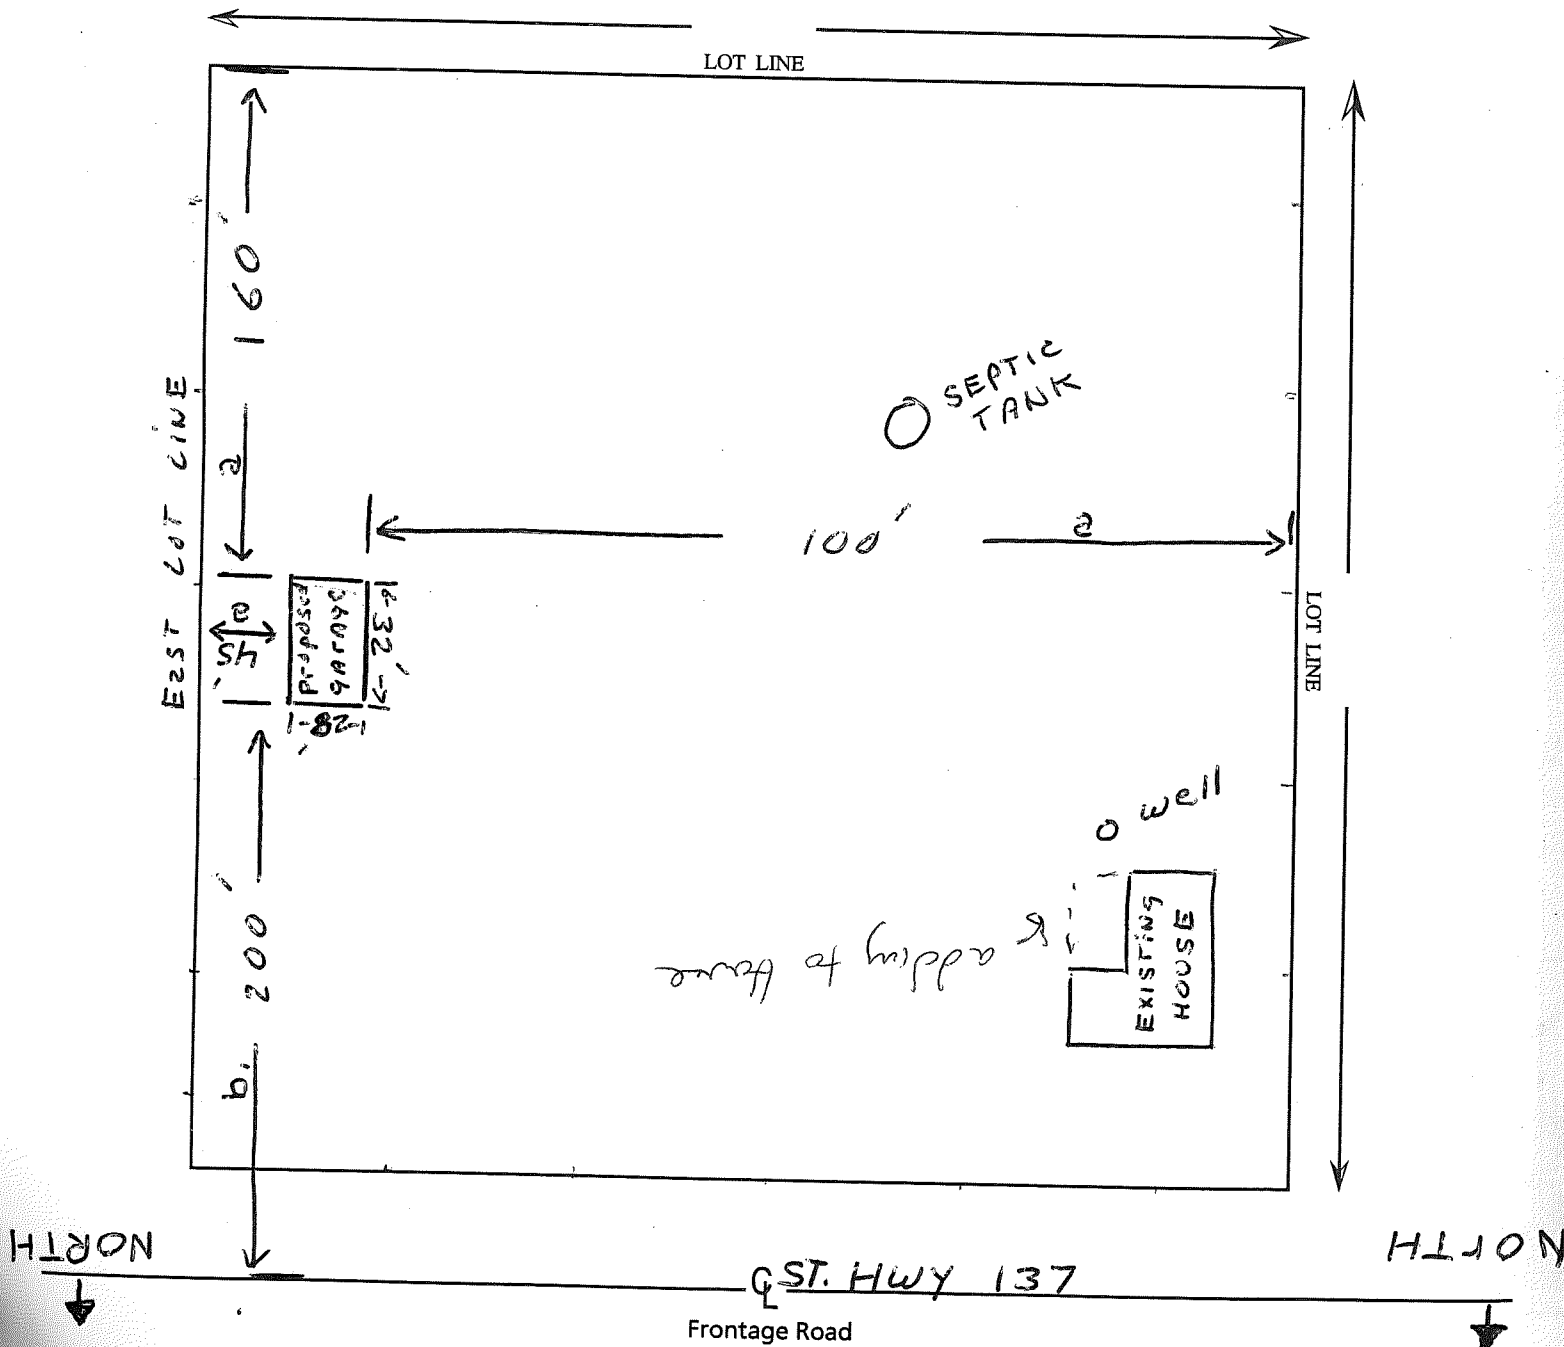 LOT LINE
160'
a
EaST LOT LINE
SEPTIC
TANK
100'
a
a
45'
proposed
garage
32'
28'
LOT LINE
well
200'
b.
adding to
EXISTING
HOUSE
NORTH
NOrTH
CL ST. HWY 137
Frontage Road